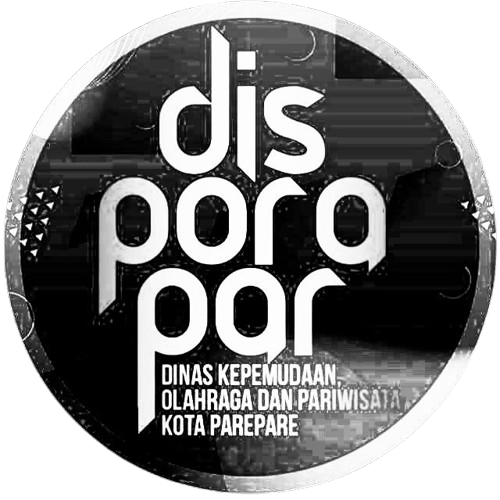 dis
pora
par
DINAS KEPEMUDAAN,
OLAHRAGA DAN PARIWISATA
KOTA PAREPARE